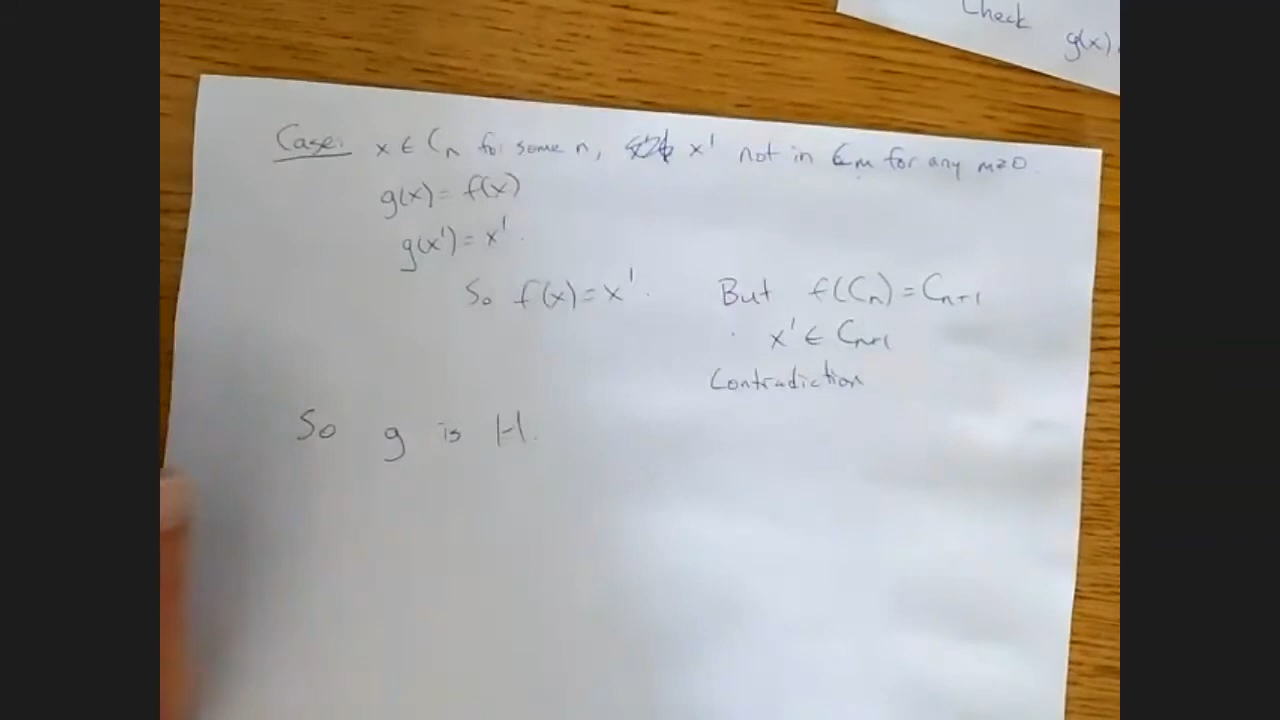 Check
g(x)
Case: x ∈ Cn for some n, x' not in Cm for any m≥0.
g(x) = f(x)
g(x') = x'.
So f(x) = x'. But f(Cn) = Cn+1
x' ∈ Cn+1
Contradiction
So g is 1-1.